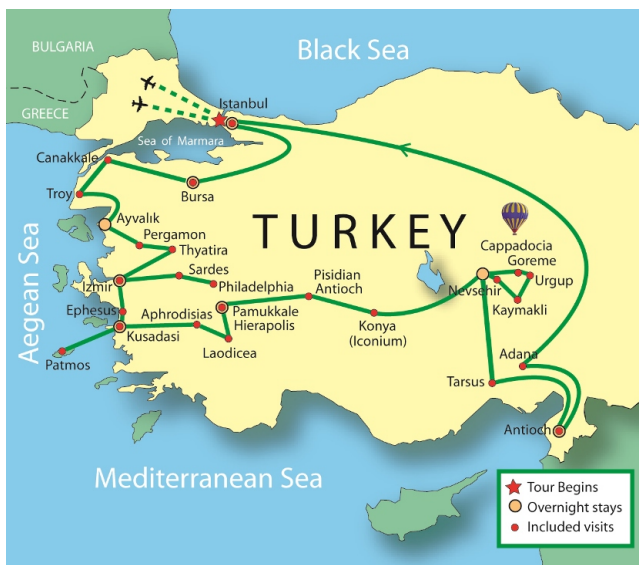 BULGARIA
Black Sea
GREECE
Istanbul
Sea of Marmara
Canakkale
Troy
Bursa
Ayvalık
TURKEY
Pergamon
Thyatira
Cappadocia
Goreme
Urgup
Nevsehir
Kaymakli
Aegean Sea
Izmir
Sardes
Philadelphia
Pisidian
Antioch
Ephesus
Aphrodisias
Pamukkale
Hierapolis
Kusadasi
Konya
(Iconium)
Laodicea
Patmos
Adana
Tarsus
Antioch
Mediterranean Sea
Tour Begins
Overnight stays
Included visits